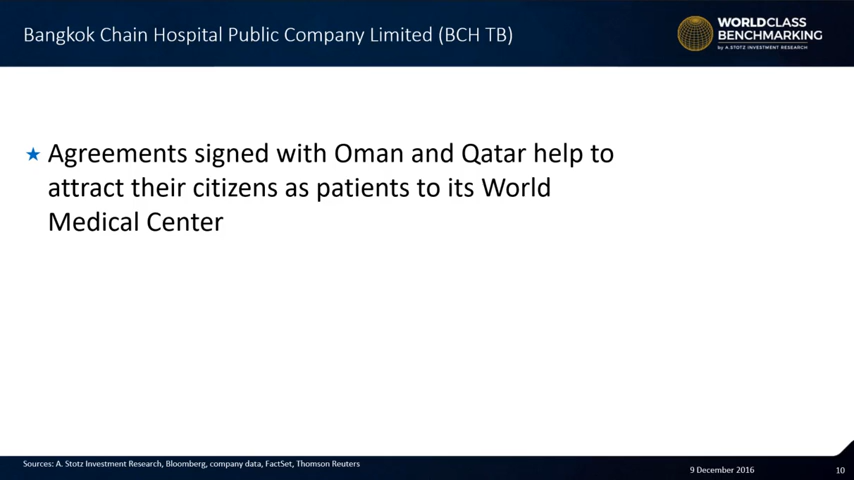 Bangkok Chain Hospital Public Company Limited (BCH TB)
WORLDCLASS
BENCHMARKING
by A.STOTZ INVESTMENT RESEARCH
Agreements signed with Oman and Qatar help to
attract their citizens as patients to its World
Medical Center
Sources: A. Stotz Investment Research, Bloomberg, company data, FactSet, Thomson Reuters
9 December 2016
10